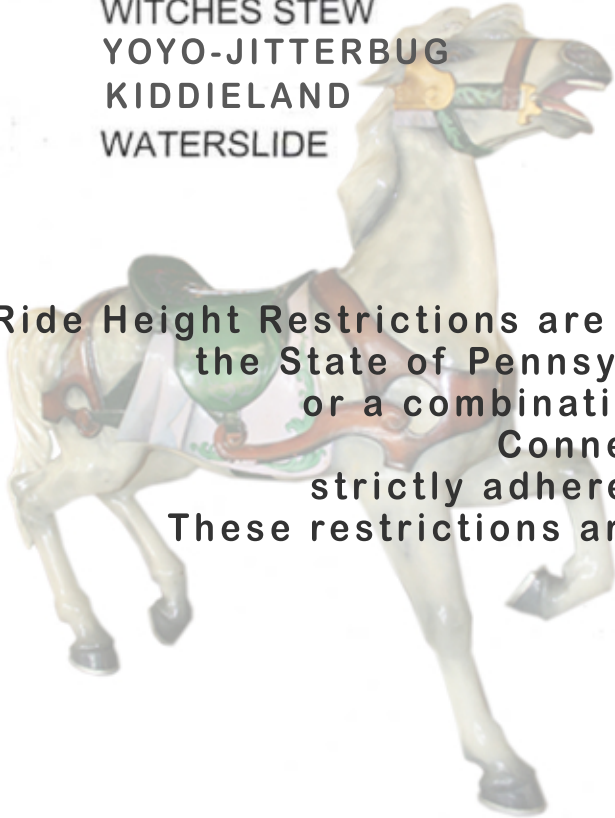 WITCHES STEW
YOYO-JITTERBUG
KIDDIELAND
WATERSLIDE
Ride Height Restrictions are
the State of Pennsy
or a combinati
Conne
strictly adhere
These restrictions ar